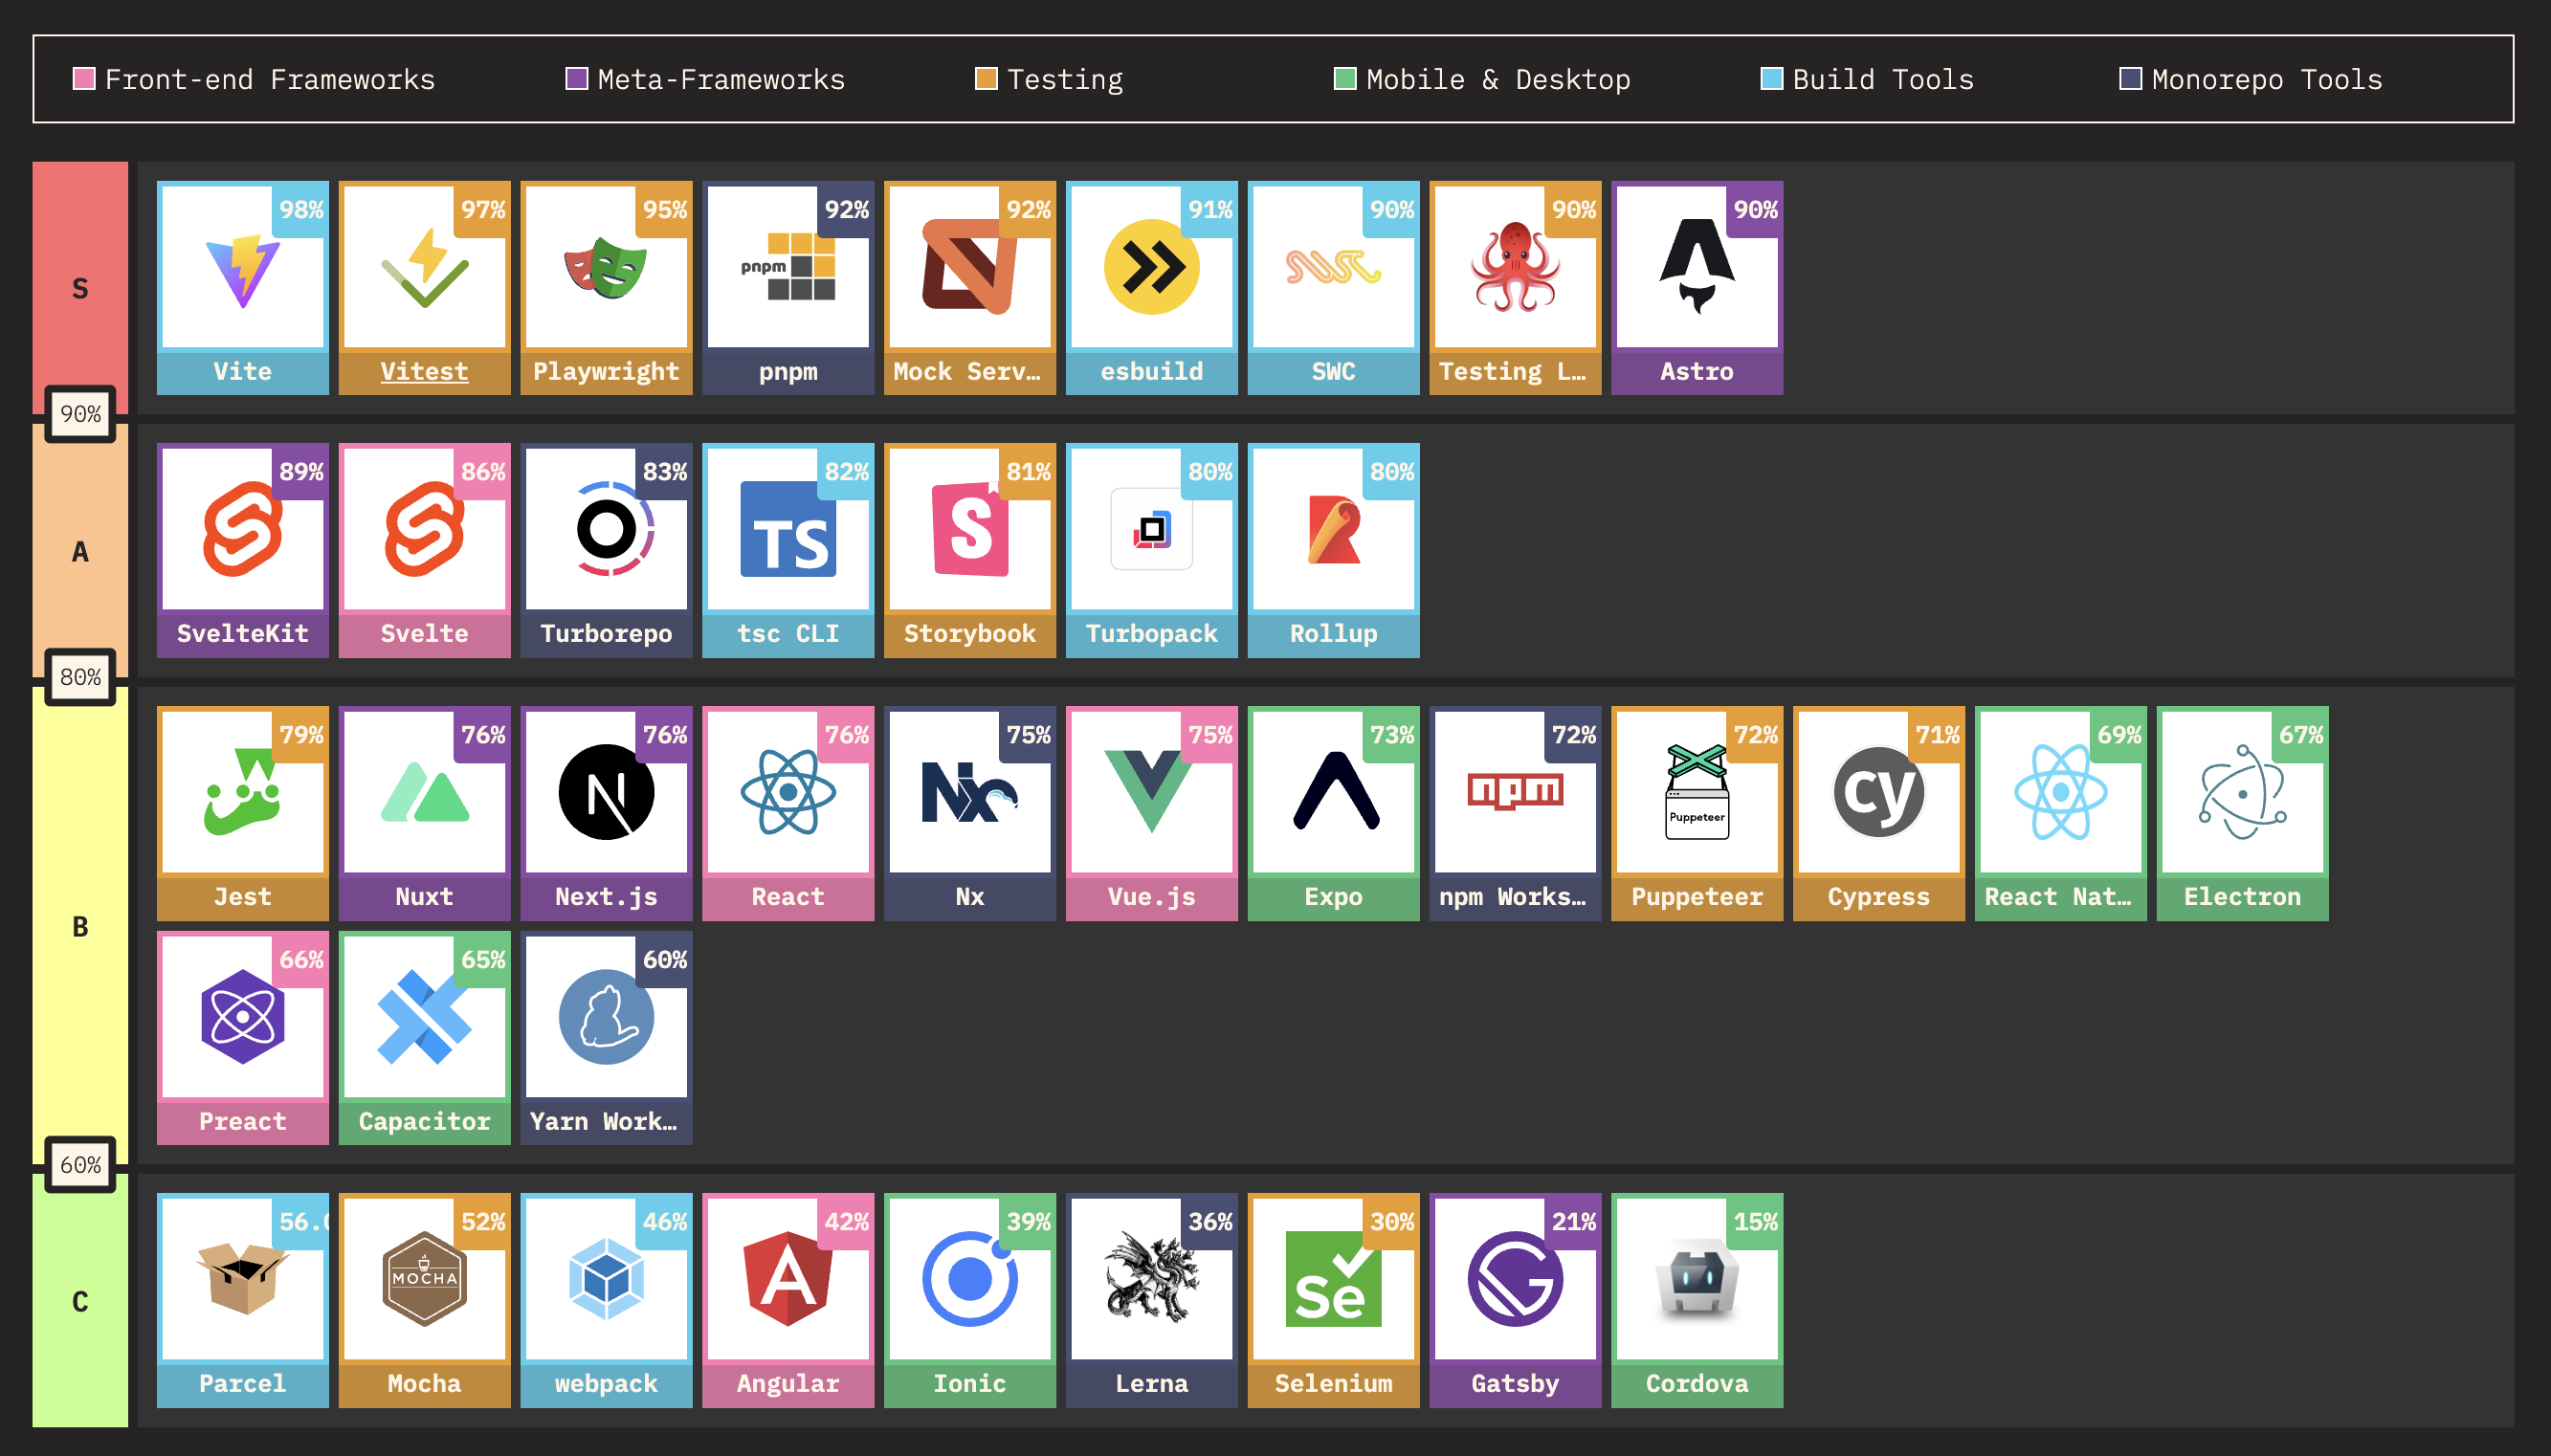 Front-end Frameworks Meta-Frameworks Testing Mobile & Desktop Build Tools Monorepo Tools
S
98% 97% 95% 92% 92% 91% 90% 90% 90%
pnpm
Vite Vitest Playwright pnpm Mock Serv… esbuild SWC Testing L… Astro
90%
A
89% 86% 83% 82% 81% 80% 80%
TS S
SvelteKit Svelte Turborepo tsc CLI Storybook Turbopack Rollup
80%
B
79% 76% 76% 76% 75% 75% 73% 72% 72% 71% 69% 67%
N Nx npm Puppeteer cy
Jest Nuxt Next.js React Nx Vue.js Expo npm Works… Puppeteer Cypress React Nat… Electron
66% 65% 60%
Preact Capacitor Yarn Work…
60%
C
56.0 52% 46% 42% 39% 36% 30% 21% 15%
MOCHA A Se G
Parcel Mocha webpack Angular Ionic Lerna Selenium Gatsby Cordova